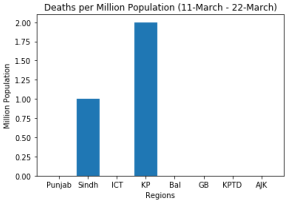 Deaths per Million Population (11-March - 22-March)
Million Population
2.00
1.75
1.50
1.25
1.00
0.75
0.50
0.25
0.00
Punjab Sindh ICT KP Bal GB KPTD AJK
Regions